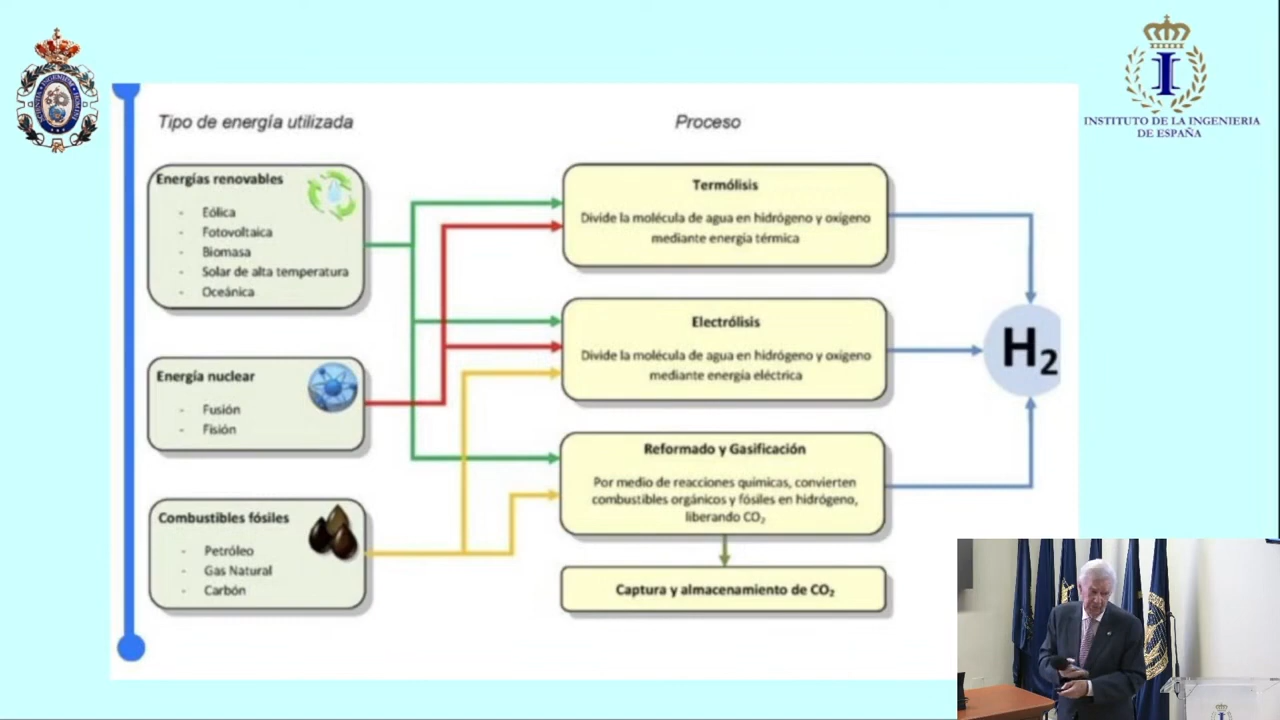 INSTITUTO DE LA INGENIERIA
DE ESPAÑA
Tipo de energía utilizada
Proceso
Energías renovables
- Eólica
- Fotovoltaica
- Biomasa
- Solar de alta temperatura
- Oceánica
Energía nuclear
- Fusión
- Fisión
Combustibles fósiles
- Petróleo
- Gas Natural
- Carbón
Termólisis
Divide la molécula de agua en hidrógeno y oxígeno
mediante energía térmica
Electrólisis
Divide la molécula de agua en hidrógeno y oxígeno
mediante energía eléctrica
Reformado y Gasificación
Por medio de reacciones químicas, convierten
combustibles orgánicos y fósiles en hidrógeno,
liberando CO₂
Captura y almacenamiento de CO₂
H₂